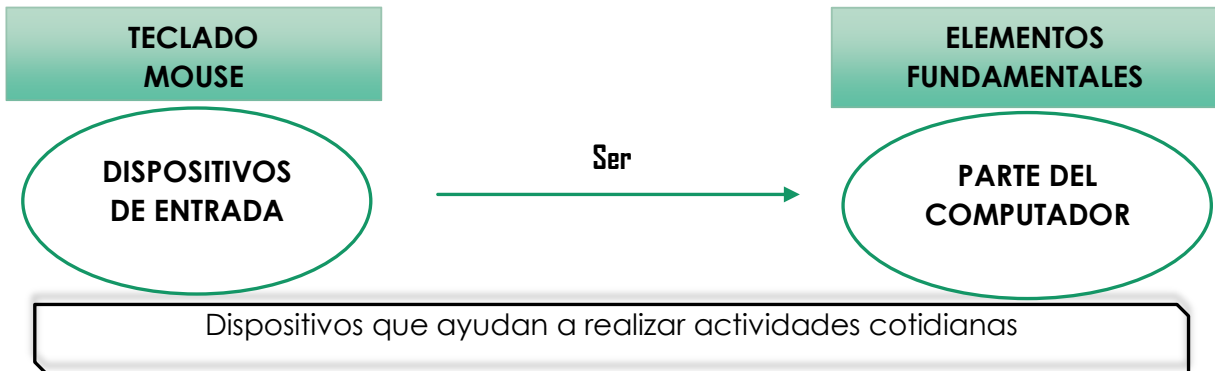 TECLADO
MOUSE
DISPOSITIVOS
DE ENTRADA
Ser
ELEMENTOS
FUNDAMENTALES
PARTE DEL
COMPUTADOR
Dispositivos que ayudan a realizar actividades cotidianas